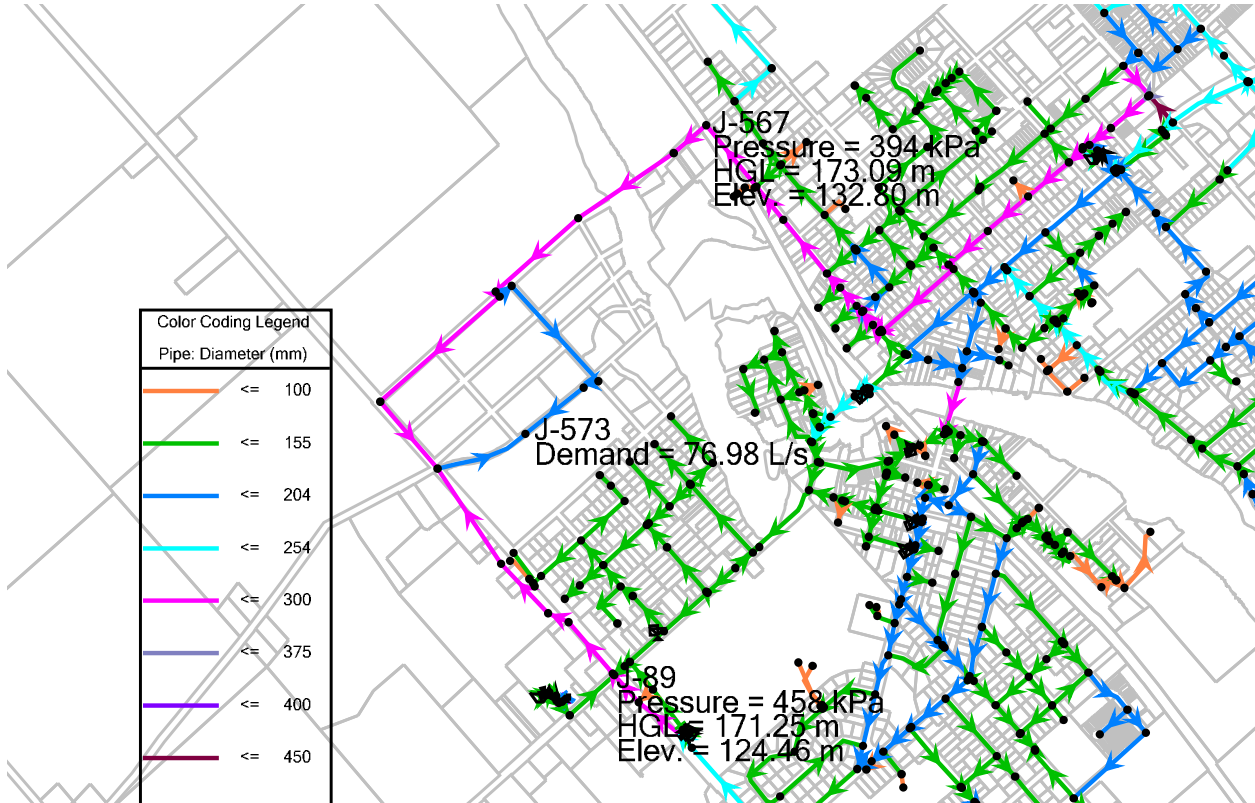 J-567
Pressure = 394 kPa
HGL = 173.09 m
Elev. = 132.80 m
Color Coding Legend
Pipe: Diameter (mm)
<= 100
<= 155
<= 204
<= 254
<= 300
<= 375
<= 400
<= 450
J-573
Demand = 76.98 L/s
J-89
Pressure = 458 kPa
HGL = 171.25 m
Elev. = 124.46 m